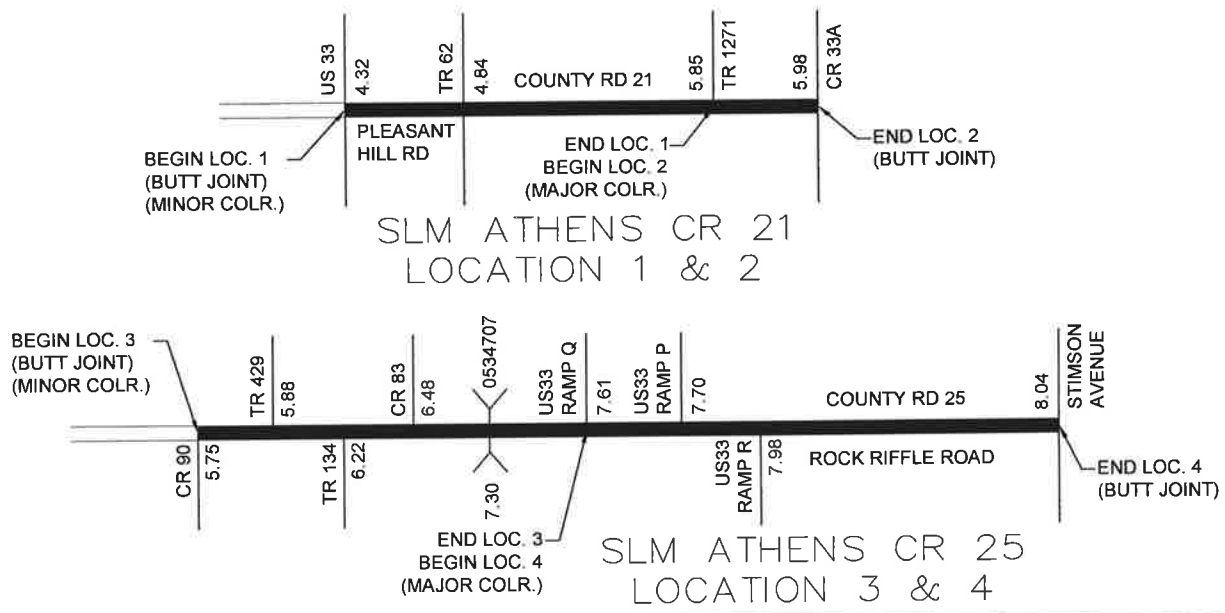 US 33
4.32
TR 62
4.84
COUNTY RD 21
5.85
TR 1271
5.98
CR 33A
PLEASANT
HILL RD
BEGIN LOC. 1
(BUTT JOINT)
(MINOR COLR.)
END LOC. 1
BEGIN LOC. 2
(MAJOR COLR.)
END LOC. 2
(BUTT JOINT)
SLM ATHENS CR 21
LOCATION 1 & 2
BEGIN LOC. 3
(BUTT JOINT)
(MINOR COLR.)
TR 429
5.88
CR 83
6.48
0534707
US33
RAMP Q
7.61
US33
RAMP P
7.70
COUNTY RD 25
8.04
STIMSON
AVENUE
CR 90
5.75
TR 134
6.22
7.30
US33
RAMP R
7.98
ROCK RIFFLE ROAD
END LOC. 4
(BUTT JOINT)
END LOC. 3
BEGIN LOC. 4
(MAJOR COLR.)
SLM ATHENS CR 25
LOCATION 3 & 4